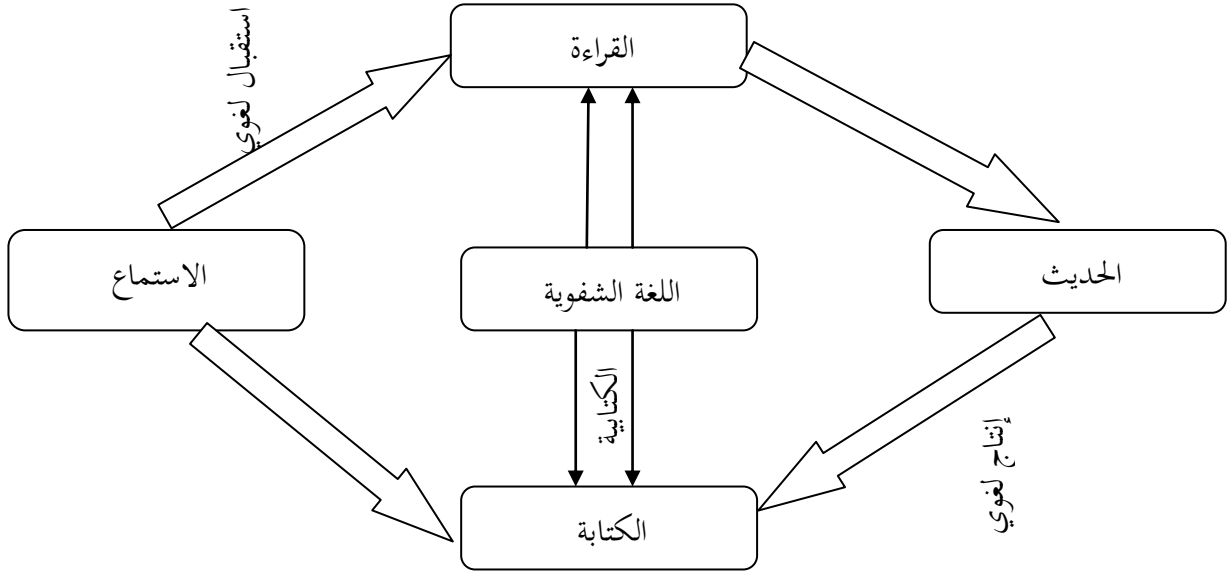 القراءة
استقبال لغوي
الحديث
اللغة الشفوية
الاستماع
الكتابية
إنتاج لغوي
الكتابة